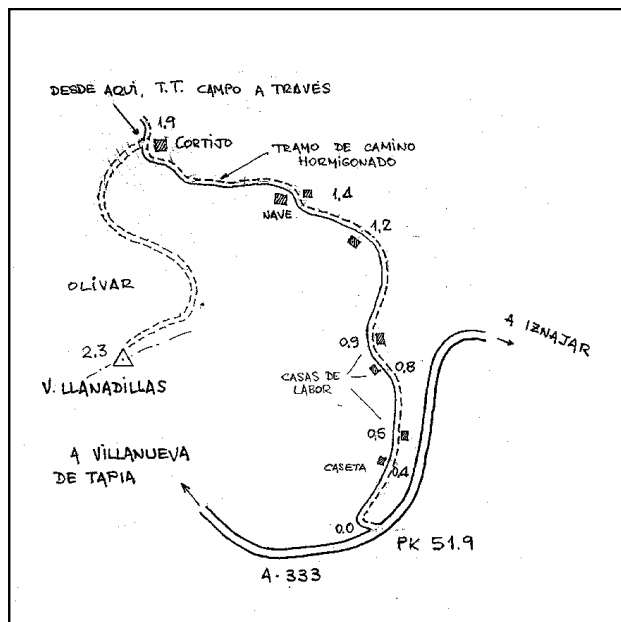 DESDE AQUÍ, T.T. CAMPO A TRAVÉS
1,9
CORTIJO
TRAMO DE CAMINO
HORMIGONADO
1,4
NAVE
1,2
OLIVAR
A IZNAJAR
0,9
2.3
0,8
CASAS DE
LABOR
V. LLANADILLAS
0,5
A VILLANUEVA
DE TAPIA
CASETA
0,4
0.0
PK 51.9
A-333